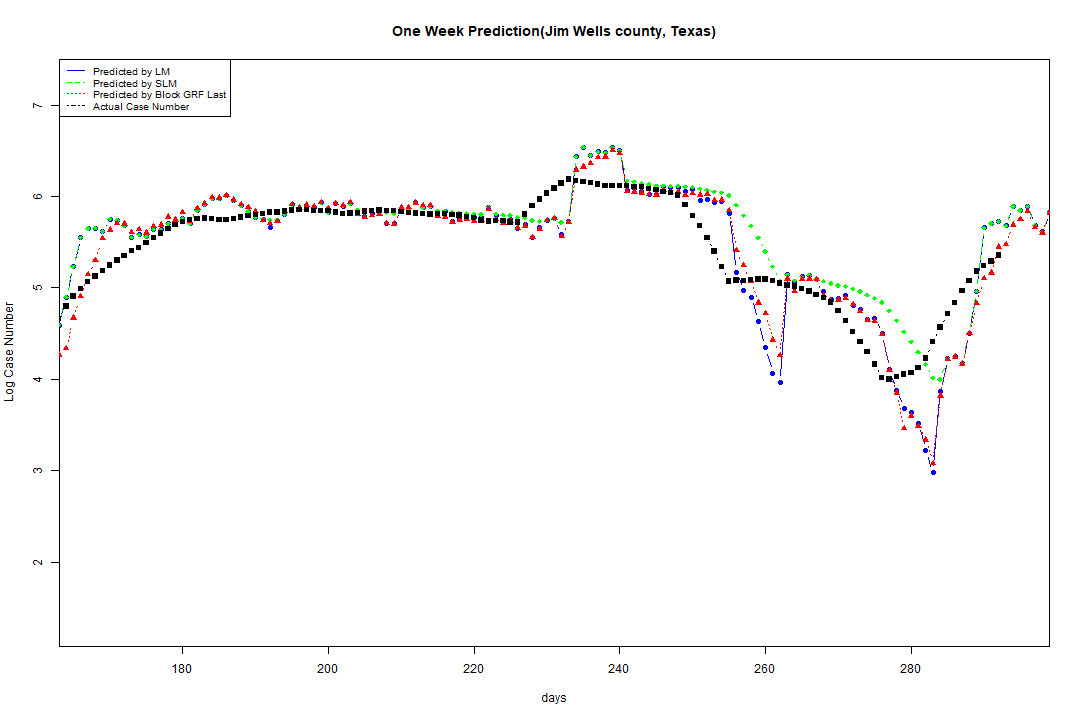 One Week Prediction(Jim Wells county, Texas)
Predicted by LM
Predicted by SLM
Predicted by Block GRF Last
Actual Case Number
7
6
5
4
3
2
Log Case Number
180 200 220 240 260 280
days